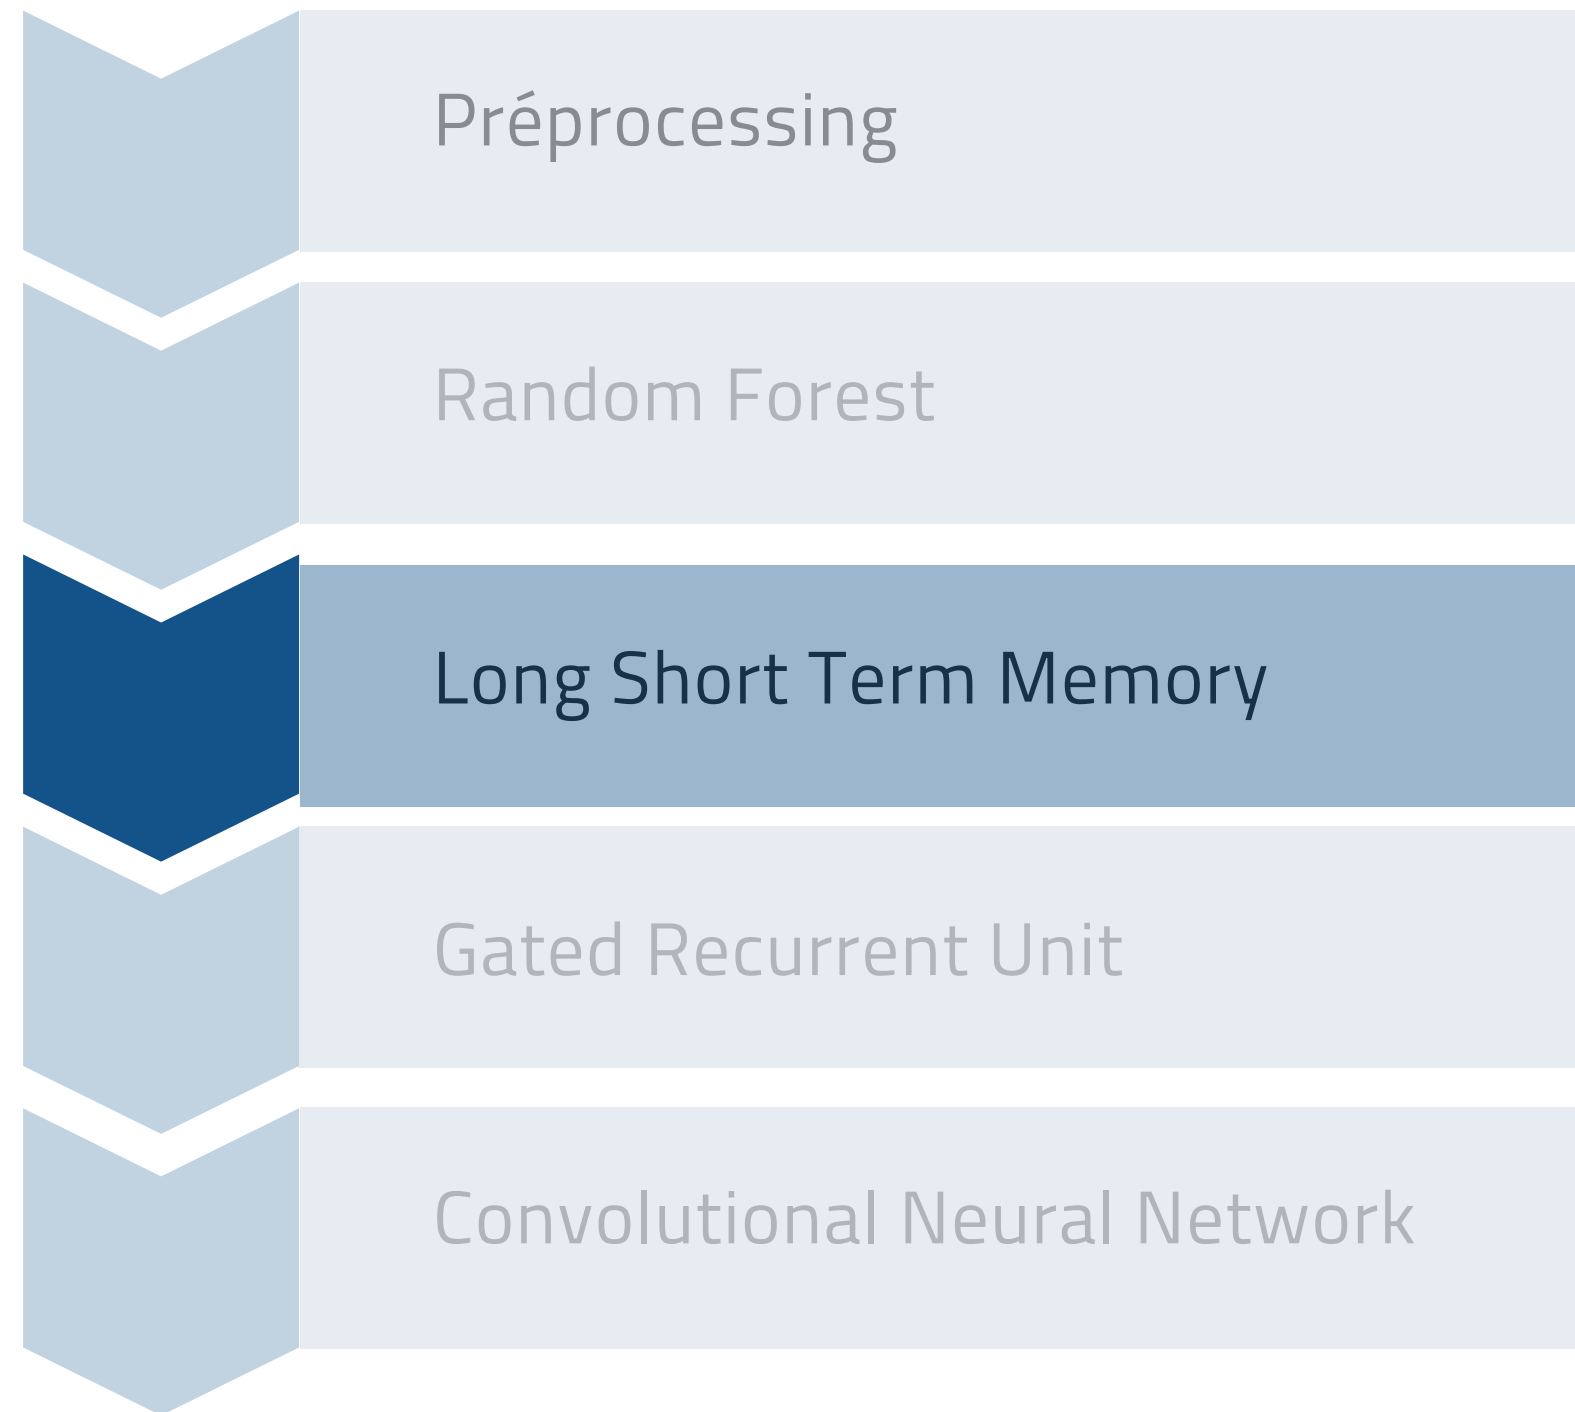 Préprocessing
Random Forest
Long Short Term Memory
Gated Recurrent Unit
Convolutional Neural Network